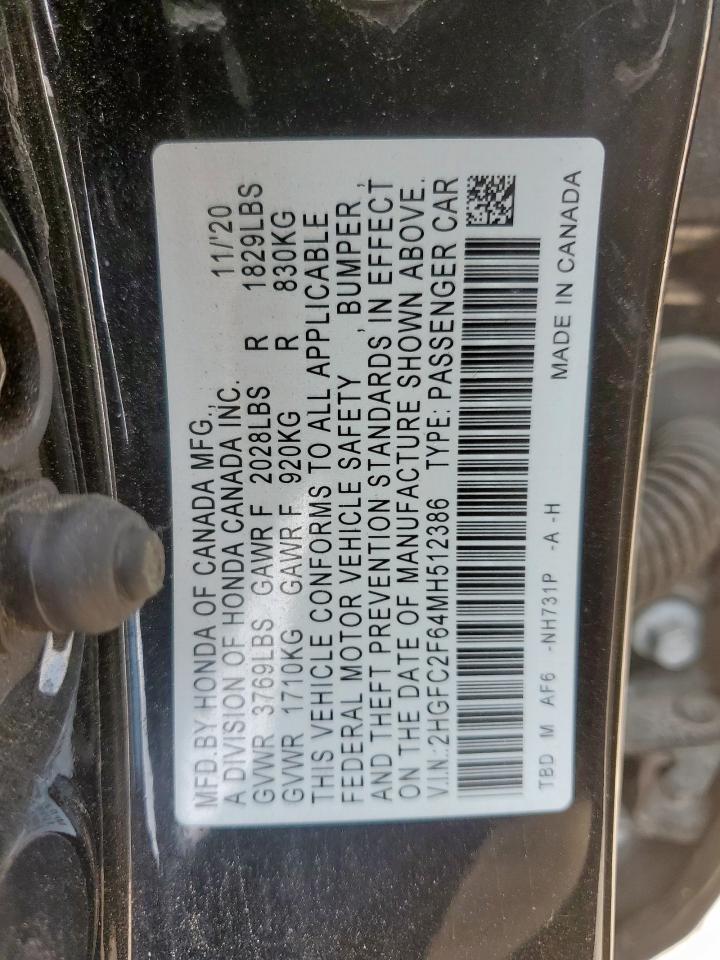 MFD.BY HONDA OF CANADA MFG., 11/'20
A DIVISION OF HONDA CANADA INC.
GVWR 3769LBS GAWR F 2028LBS R 1829LBS
GVWR 1710KG GAWR F 920KG R 830KG
THIS VEHICLE CONFORMS TO ALL APPLICABLE
FEDERAL MOTOR VEHICLE SAFETY , BUMPER ,
AND THEFT PREVENTION STANDARDS IN EFFECT
ON THE DATE OF MANUFACTURE SHOWN ABOVE.
V.I.N.:2HGFC2F64MH512386 TYPE: PASSENGER CAR
TBD M AF6 -NH731P -A -H
MADE IN CANADA